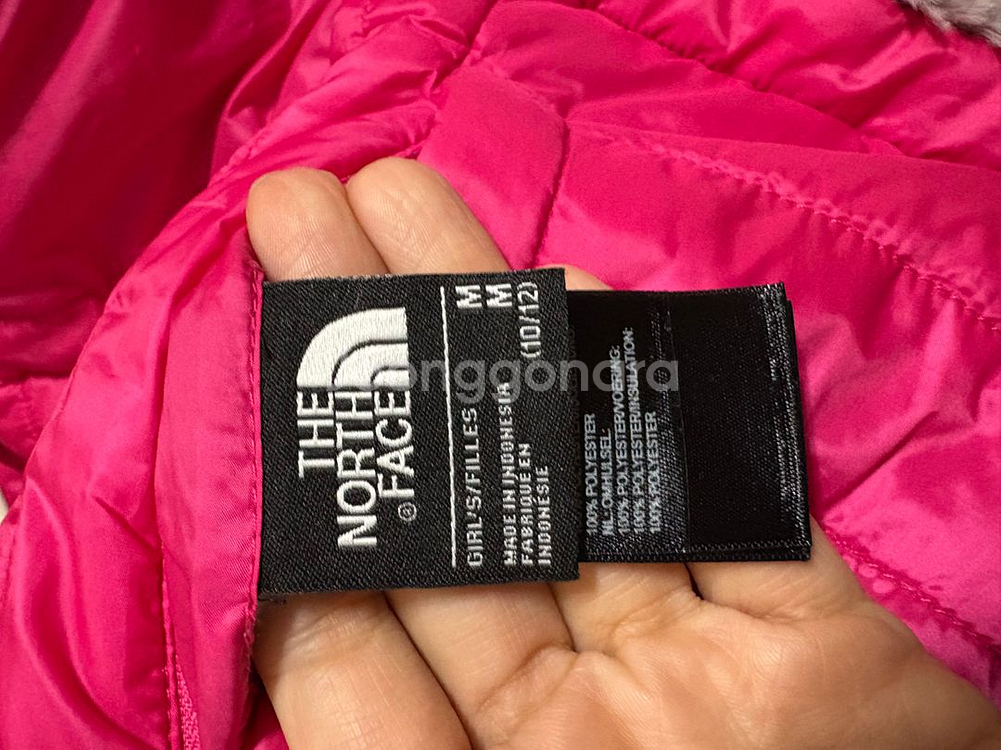 THE
NORTH
FACE
®
GIRL'S/FILLES M
M
(10/12)
MADE IN INDONESIA
FABRIQUE EN
INDONÉSIE
100% POLYESTER
NL:OMHULSEL:
100% POLYESTER/VOERING:
100% POLYESTER/INSULATION:
100% POLYESTER